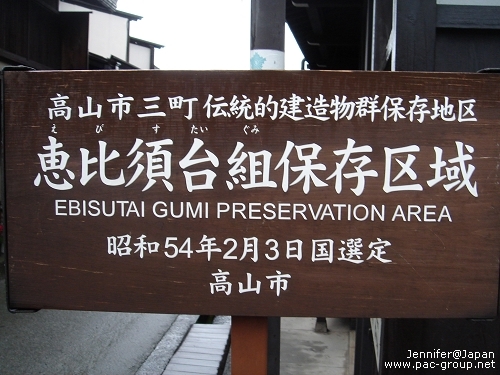 高山市三町伝統的建造物群保存地区
えびすたいぐみ
恵比須台組保存区域
EBISUTAI GUMI PRESERVATION AREA
昭和54年2月3日国選定
高山市
Jennifer@Japan
www.pac-group.net